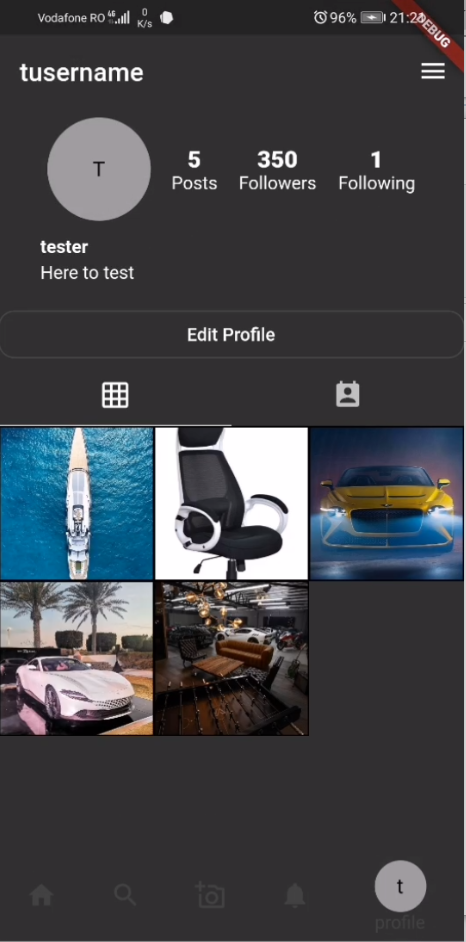 Vodafone RO 4G 0 K/s 96% 21:23
DEBUG
tusername
T
5 350 1
Posts Followers Following
tester
Here to test
Edit Profile
t
profile